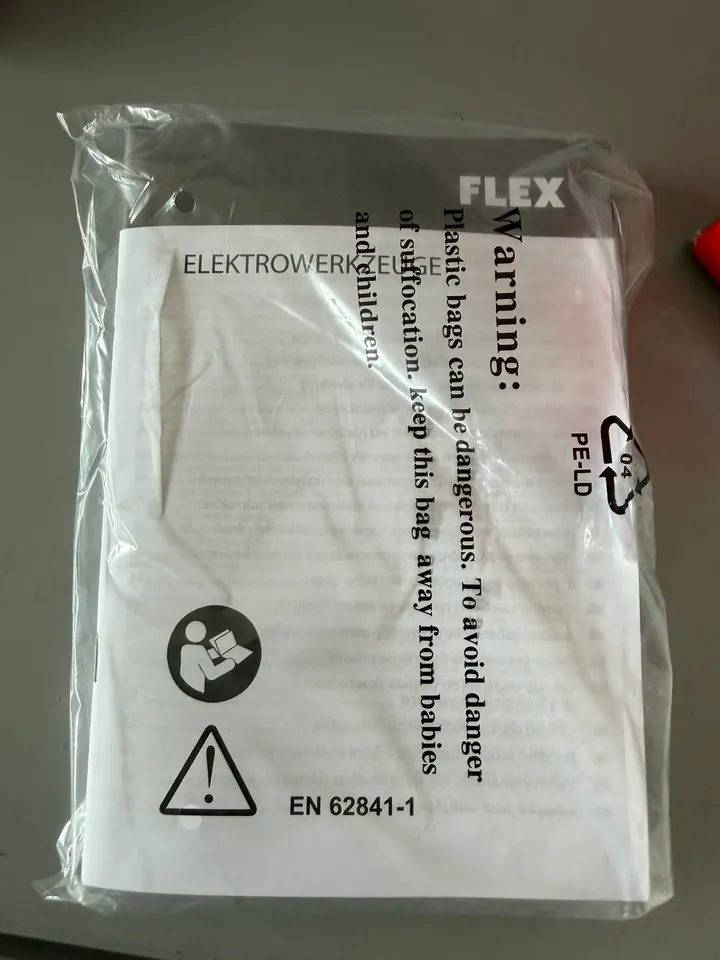 FLEX
ELEKTROWERKZEUGE
Warning:
Plastic bags can be dangerous. To avoid danger
of suffocation. keep this bag away from babies
and children.
04
PE-LD
EN 62841-1